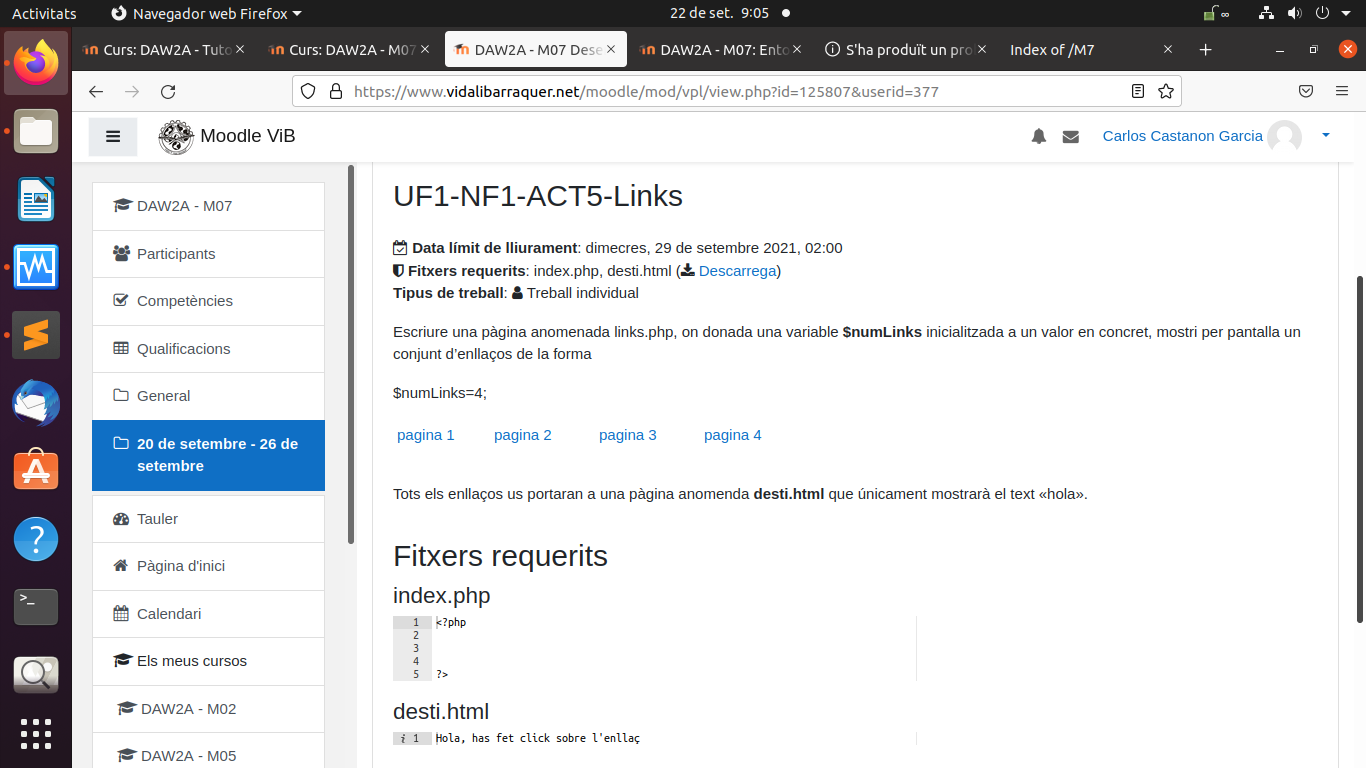 Activitats
Navegador web Firefox
22 de set. 9:05
Curs: DAW2A - Tuto
Curs: DAW2A - M07
DAW2A - M07 Dese
DAW2A - M07: Ento
S'ha produït un pro
Index of /M7
https://www.vidalibarraquer.net/moodle/mod/vpl/view.php?id=125807&userid=377
Moodle ViB
Carlos Castanon Garcia
DAW2A - M07
Participants
Competències
Qualificacions
General
20 de setembre - 26 de
setembre
Tauler
Pàgina d'inici
Calendari
Els meus cursos
DAW2A - M02
DAW2A - M05
UF1-NF1-ACT5-Links
Data límit de lliurament: dimecres, 29 de setembre 2021, 02:00
Fitxers requerits: index.php, desti.html (Descarrega)
Tipus de treball: Treball individual
Escriure una pàgina anomenada links.php, on donada una variable $numLinks inicialitzada a un valor en concret, mostri per pantalla un
conjunt d'enllaços de la forma
$numLinks=4;
pagina 1 pagina 2 pagina 3 pagina 4
Tots els enllaços us portaran a una pàgina anomenda desti.html que únicament mostrarà el text «hola».
Fitxers requerits
index.php
1 <?php
2
3
4
5 ?>
desti.html
i 1 Hola, has fet click sobre l'enllaç